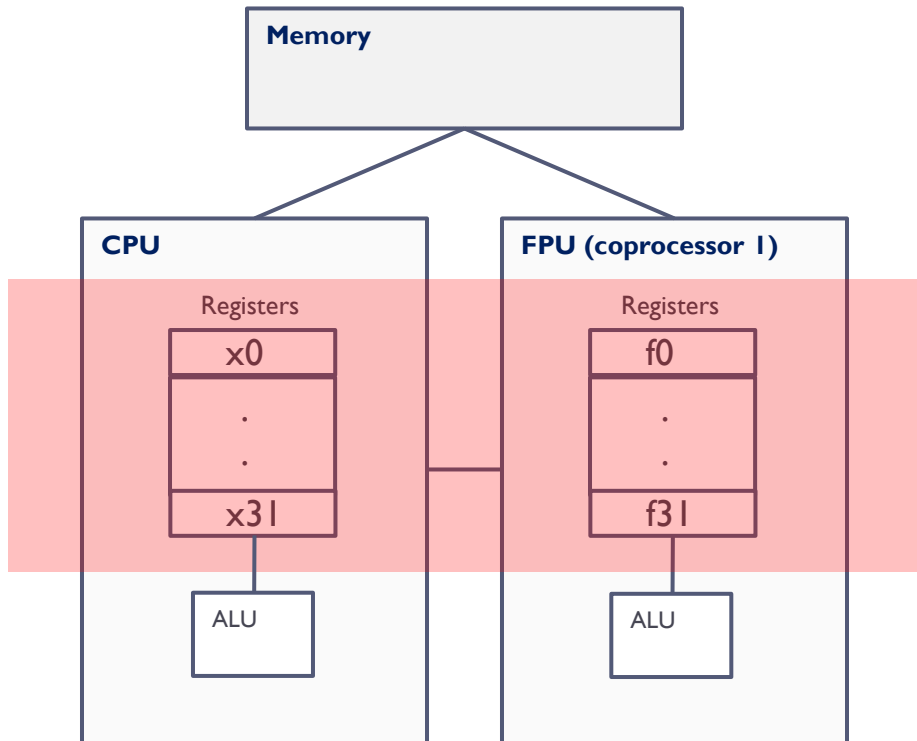 Memory
CPU
FPU (coprocessor 1)
Registers
Registers
x0
f0
.
.
.
.
x31
f31
ALU
ALU